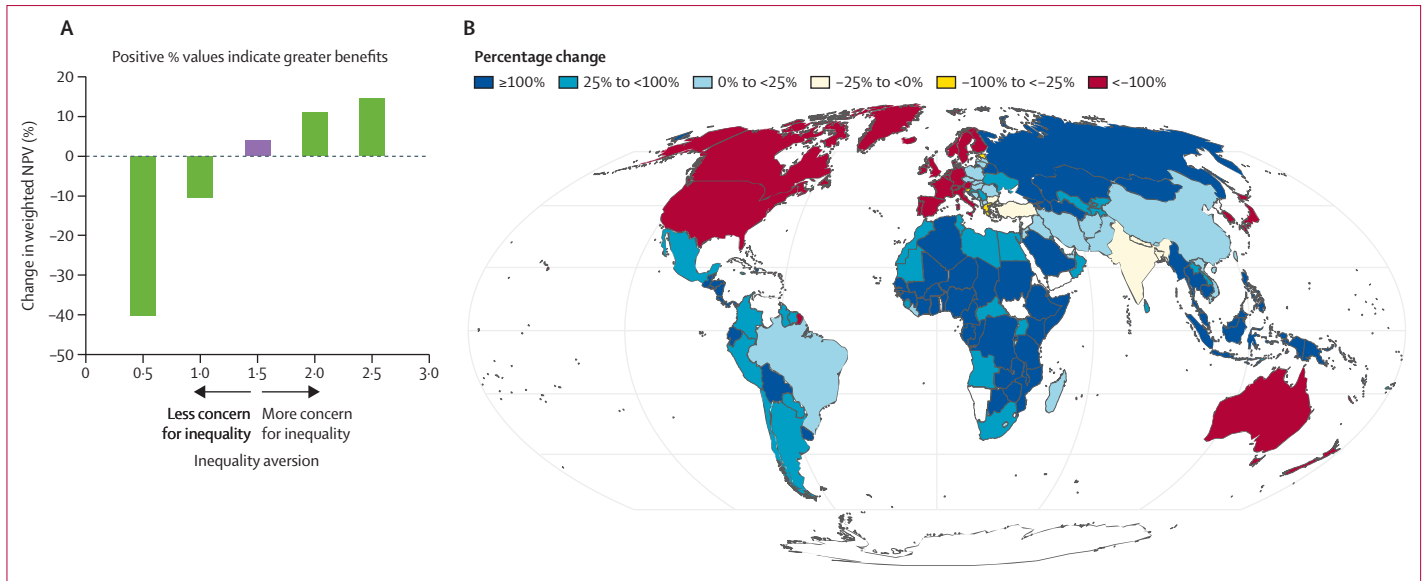 A
Positive % values indicate greater benefits
Change in weighted NPV (%)
20
10
0
–10
–20
–30
–40
–50
0
0·5
1·0
1·5
2·0
2·5
3·0
Less concern
for inequality
More concern
for inequality
Inequality aversion
B
Percentage change
≥100%
25% to <100%
0% to <25%
–25% to <0%
–100% to <–25%
<–100%